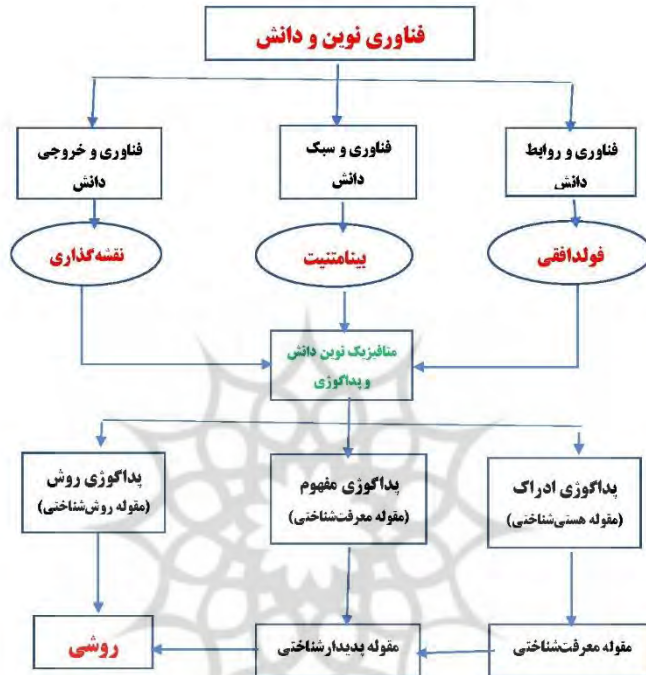 فناوری نوین و دانش
فناوری و روابط
دانش
فناوری و سبک
دانش
فناوری و خروجی
دانش
فولدافقی
بینامتنیت
نقشه‌گذاری
متافیزیک نوین دانش
و پداگوژی
پداگوژی ادراک
(مقوله هستی‌شناختی)
پداگوژی مفهوم
(مقوله معرفت‌شناختی)
پداگوژی روش
(مقوله روش‌شناختی)
مقوله معرفت‌شناختی
مقوله پدیدارشناختی
روشی